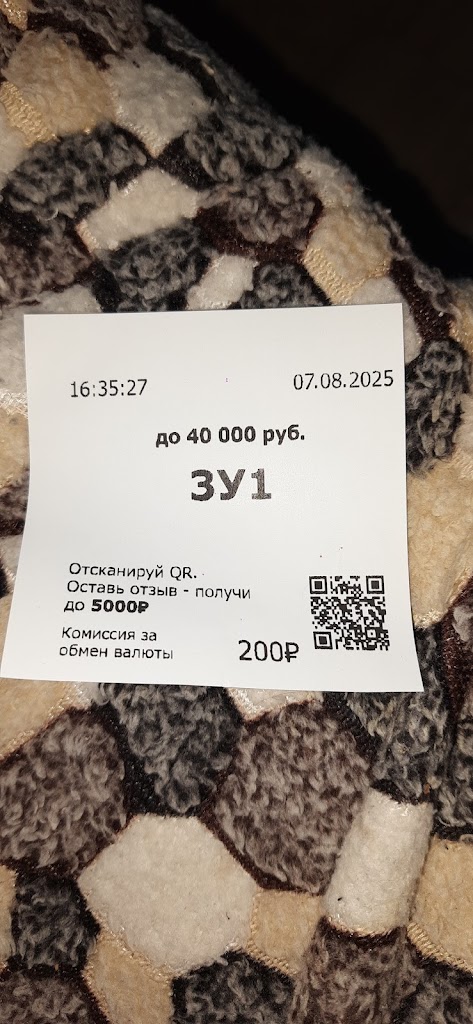 16:35:27 07.08.2025
до 40 000 руб.
ЗУ1
Отсканируй QR.
Оставь отзыв - получи
до 5000₽
Комиссия за
обмен валюты 200₽